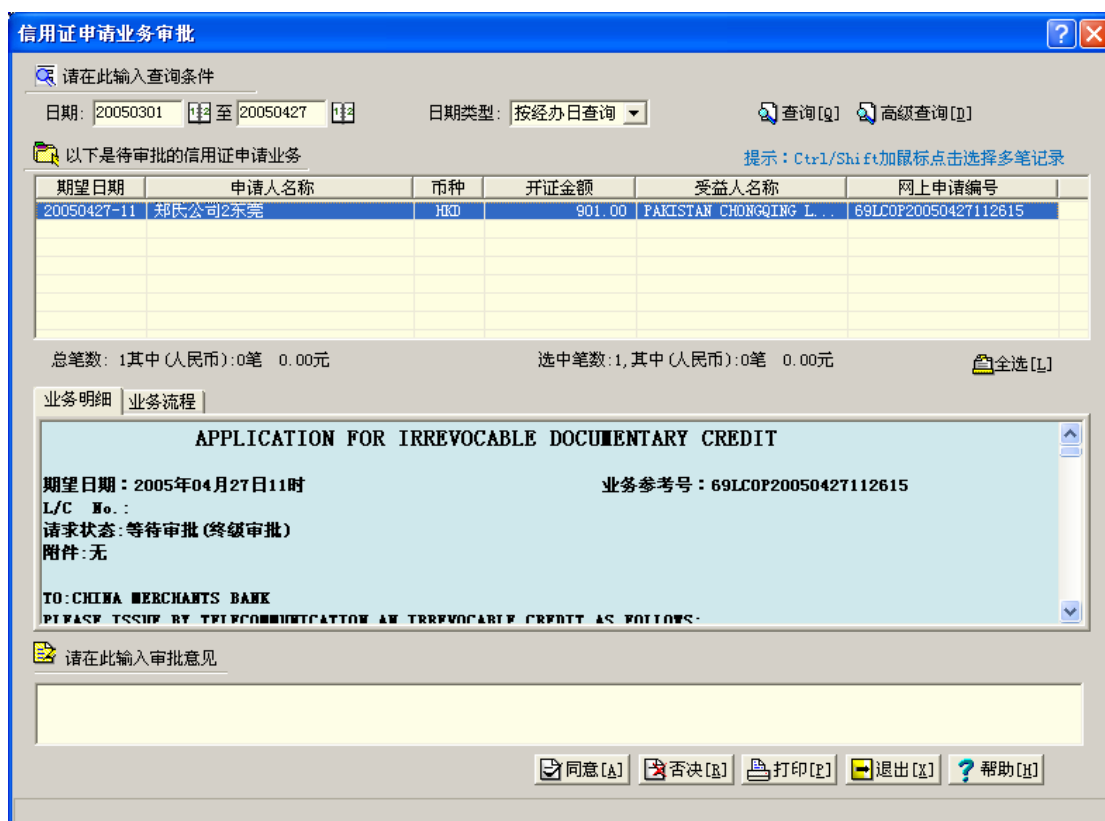 信用证申请业务审批
请在此输入查询条件
日期: 20050301 至 20050427 日期类型: 按经办日查询 查询[Q] 高级查询[D]
以下是待审批的信用证申请业务 提示：Ctrl/Shift加鼠标点击选择多笔记录
期望日期 申请人名称 币种 开证金额 受益人名称 网上申请编号
20050427-11 郑氏公司2东莞 HKD 901.00 PAKISTAN CHONGQING L... 69LCOP20050427112615
总笔数: 1其中(人民币):0笔 0.00元 选中笔数:1,其中(人民币):0笔 0.00元 全选[L]
业务明细 业务流程
APPLICATION FOR IRREVOCABLE DOCUMENTARY CREDIT
期望日期：2005年04月27日11时 业务参考号：69LCOP20050427112615
L/C No.:
请求状态:等待审批(终级审批)
附件:无
TO:CHINA MERCHANTS BANK
PLEASE ISSUE BY TELECOMMUNICATION AN IRREVOCABLE CREDIT AS FOLLOWS:
请在此输入审批意见
同意[A] 否决[R] 打印[P] 退出[X] 帮助[H]